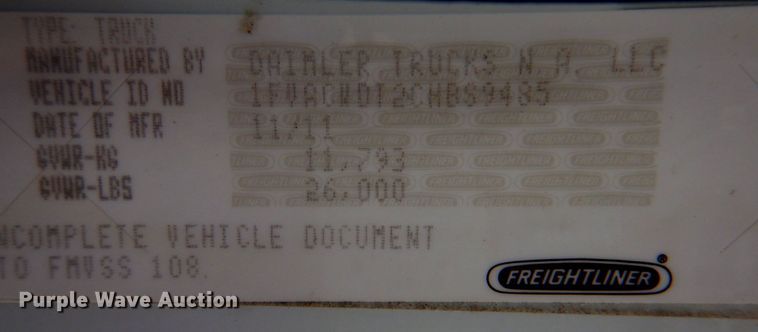 TYPE: TRUCK
MANUFACTURED BY DAIMLER TRUCKS N.A. LLC
VEHICLE ID NO 1FVACWDT2CHBS9485
DATE OF MFR 11/11
GVWR-KG 11,793
GVWR-LBS 26,000
NCOMPLETE VEHICLE DOCUMENT
TO FMVSS 108.
FREIGHTLINER®
Purple Wave Auction